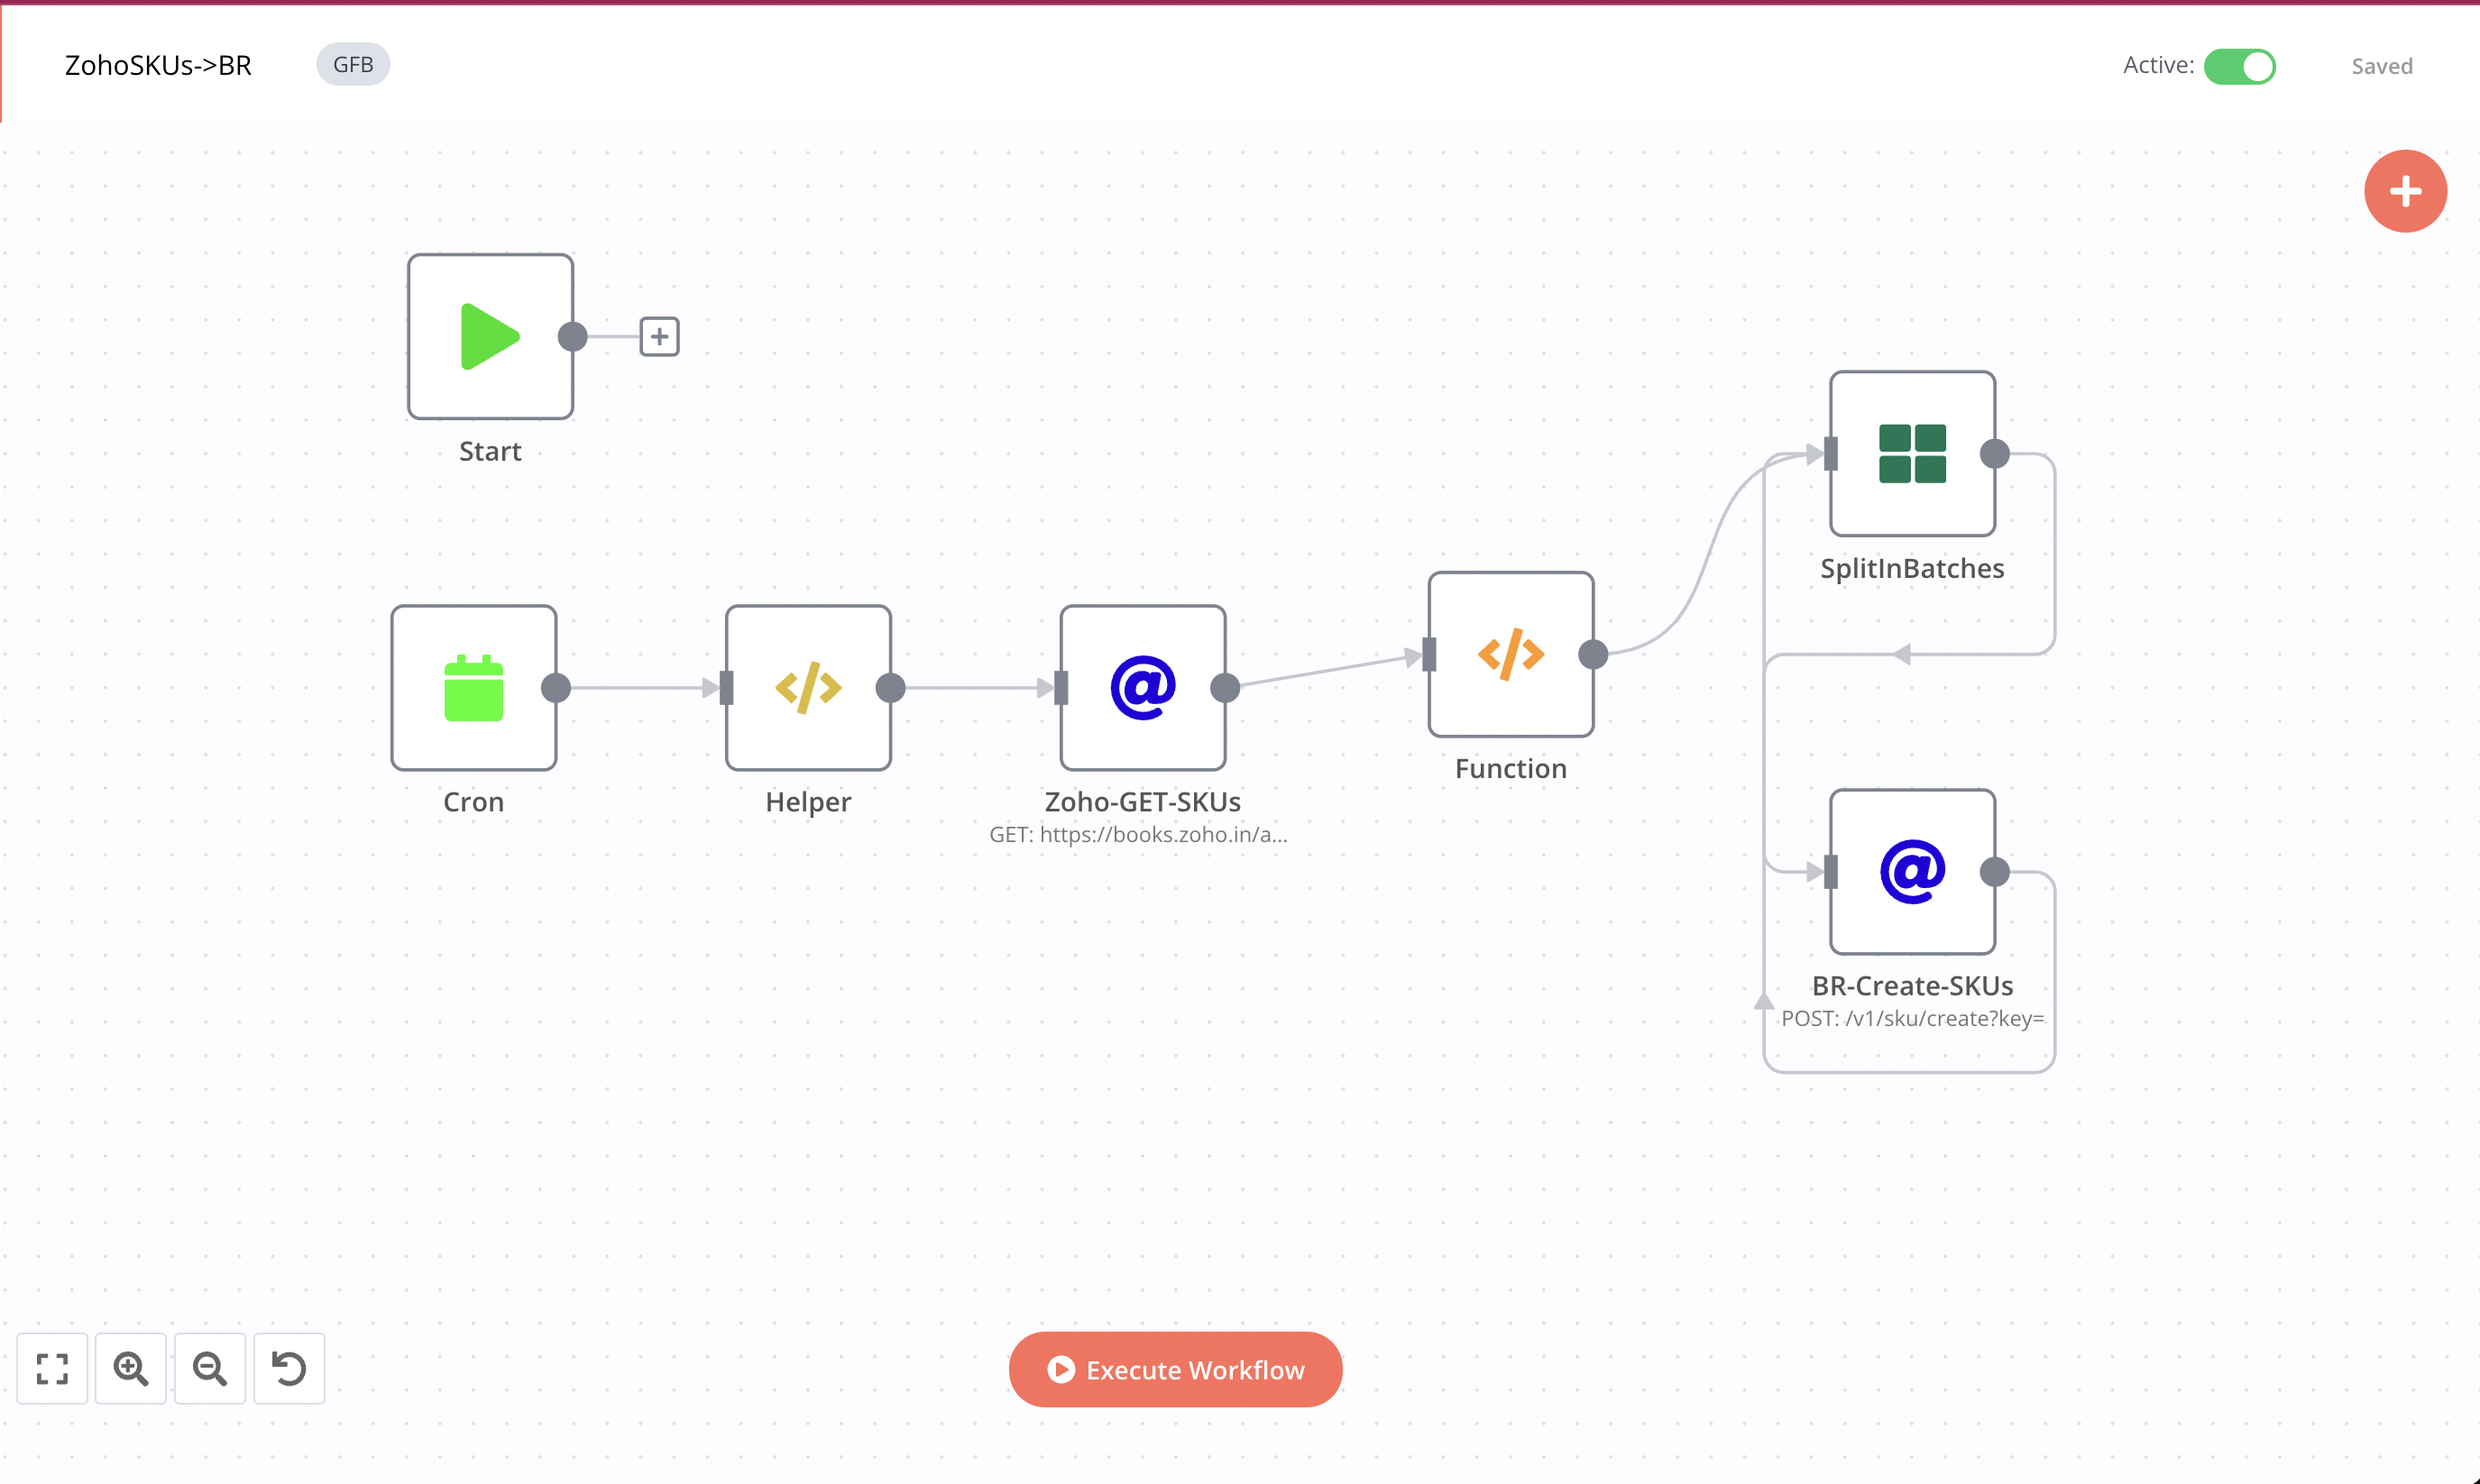 ZohoSKUs->BR
GFB
Active:
Saved
Start
SplitInBatches
Cron
Helper
Zoho-GET-SKUs
GET: https://books.zoho.in/a...
Function
BR-Create-SKUs
POST: /v1/sku/create?key=
Execute Workflow